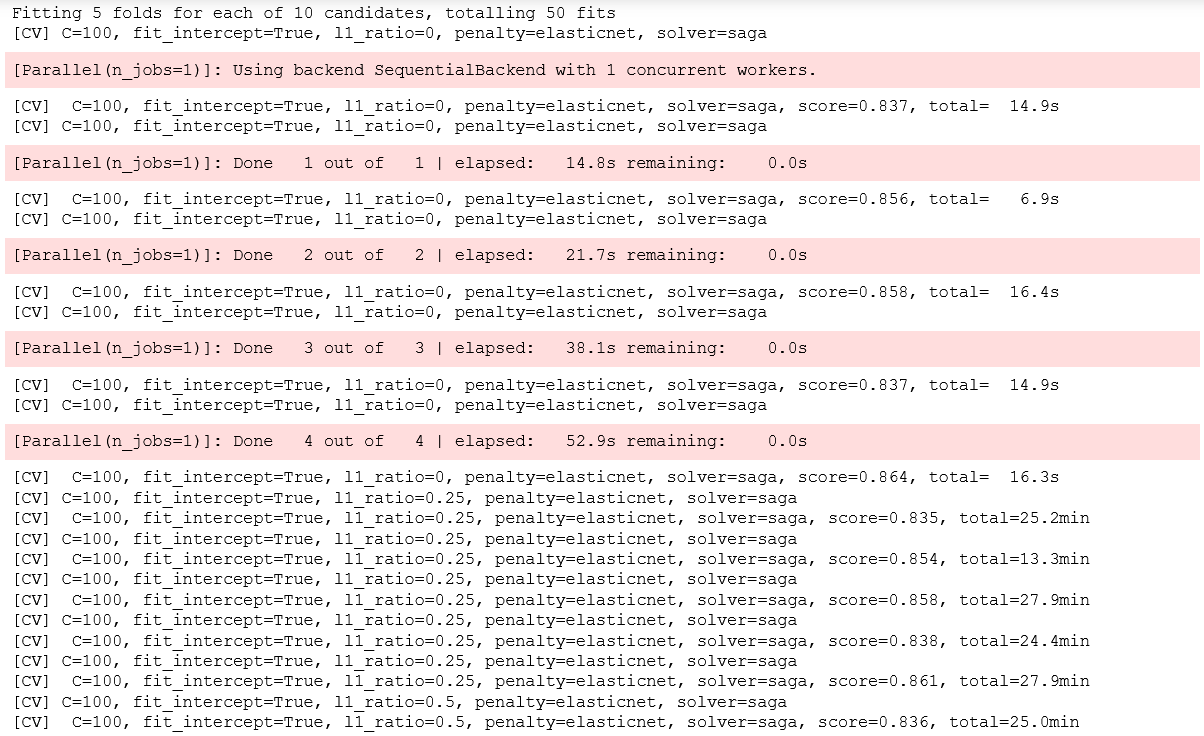 Fitting 5 folds for each of 10 candidates, totalling 50 fits
[CV] C=100, fit_intercept=True, l1_ratio=0, penalty=elasticnet, solver=saga
[Parallel(n_jobs=1)]: Using backend SequentialBackend with 1 concurrent workers.
[CV]  C=100, fit_intercept=True, l1_ratio=0, penalty=elasticnet, solver=saga, score=0.837, total=  14.9s
[CV] C=100, fit_intercept=True, l1_ratio=0, penalty=elasticnet, solver=saga
[Parallel(n_jobs=1)]: Done   1 out of   1 | elapsed:   14.8s remaining:    0.0s
[CV]  C=100, fit_intercept=True, l1_ratio=0, penalty=elasticnet, solver=saga, score=0.856, total=   6.9s
[CV] C=100, fit_intercept=True, l1_ratio=0, penalty=elasticnet, solver=saga
[Parallel(n_jobs=1)]: Done   2 out of   2 | elapsed:   21.7s remaining:    0.0s
[CV]  C=100, fit_intercept=True, l1_ratio=0, penalty=elasticnet, solver=saga, score=0.858, total=  16.4s
[CV] C=100, fit_intercept=True, l1_ratio=0, penalty=elasticnet, solver=saga
[Parallel(n_jobs=1)]: Done   3 out of   3 | elapsed:   38.1s remaining:    0.0s
[CV]  C=100, fit_intercept=True, l1_ratio=0, penalty=elasticnet, solver=saga, score=0.837, total=  14.9s
[CV] C=100, fit_intercept=True, l1_ratio=0, penalty=elasticnet, solver=saga
[Parallel(n_jobs=1)]: Done   4 out of   4 | elapsed:   52.9s remaining:    0.0s
[CV]  C=100, fit_intercept=True, l1_ratio=0, penalty=elasticnet, solver=saga, score=0.864, total=  16.3s
[CV] C=100, fit_intercept=True, l1_ratio=0.25, penalty=elasticnet, solver=saga
[CV]  C=100, fit_intercept=True, l1_ratio=0.25, penalty=elasticnet, solver=saga, score=0.835, total=25.2min
[CV] C=100, fit_intercept=True, l1_ratio=0.25, penalty=elasticnet, solver=saga
[CV]  C=100, fit_intercept=True, l1_ratio=0.25, penalty=elasticnet, solver=saga, score=0.854, total=13.3min
[CV] C=100, fit_intercept=True, l1_ratio=0.25, penalty=elasticnet, solver=saga
[CV]  C=100, fit_intercept=True, l1_ratio=0.25, penalty=elasticnet, solver=saga, score=0.858, total=27.9min
[CV] C=100, fit_intercept=True, l1_ratio=0.25, penalty=elasticnet, solver=saga
[CV]  C=100, fit_intercept=True, l1_ratio=0.25, penalty=elasticnet, solver=saga, score=0.838, total=24.4min
[CV] C=100, fit_intercept=True, l1_ratio=0.25, penalty=elasticnet, solver=saga
[CV]  C=100, fit_intercept=True, l1_ratio=0.25, penalty=elasticnet, solver=saga, score=0.861, total=27.9min
[CV] C=100, fit_intercept=True, l1_ratio=0.5, penalty=elasticnet, solver=saga
[CV]  C=100, fit_intercept=True, l1_ratio=0.5, penalty=elasticnet, solver=saga, score=0.836, total=25.0min